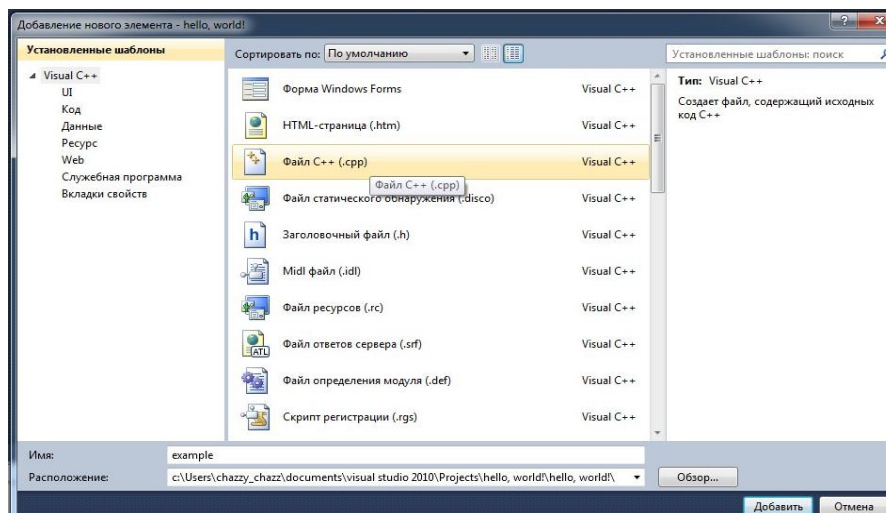 Добавление нового элемента - hello, world!
Установленные шаблоны
Сортировать по: По умолчанию
Установленные шаблоны: поиск
Visual C++
UI
Код
Данные
Ресурс
Web
Служебная программа
Вкладки свойств
Форма Windows Forms Visual C++
HTML-страница (.htm) Visual C++
Файл C++ (.cpp) Visual C++
Файл C++ (.cpp)
Файл статического обнаружения (.disco) Visual C++
Заголовочный файл (.h) Visual C++
Midl файл (.idl) Visual C++
Файл ресурсов (.rc) Visual C++
ATL
Файл ответов сервера (.srf) Visual C++
Файл определения модуля (.def) Visual C++
Скрипт регистрации (.rgs) Visual C++
Тип: Visual C++
Создает файл, содержащий исходных
код C++
Имя: example
Расположение: c:\Users\chazzy_chazz\documents\visual studio 2010\Projects\hello, world!\hello, world!\
Обзор...
Добавить Отмена